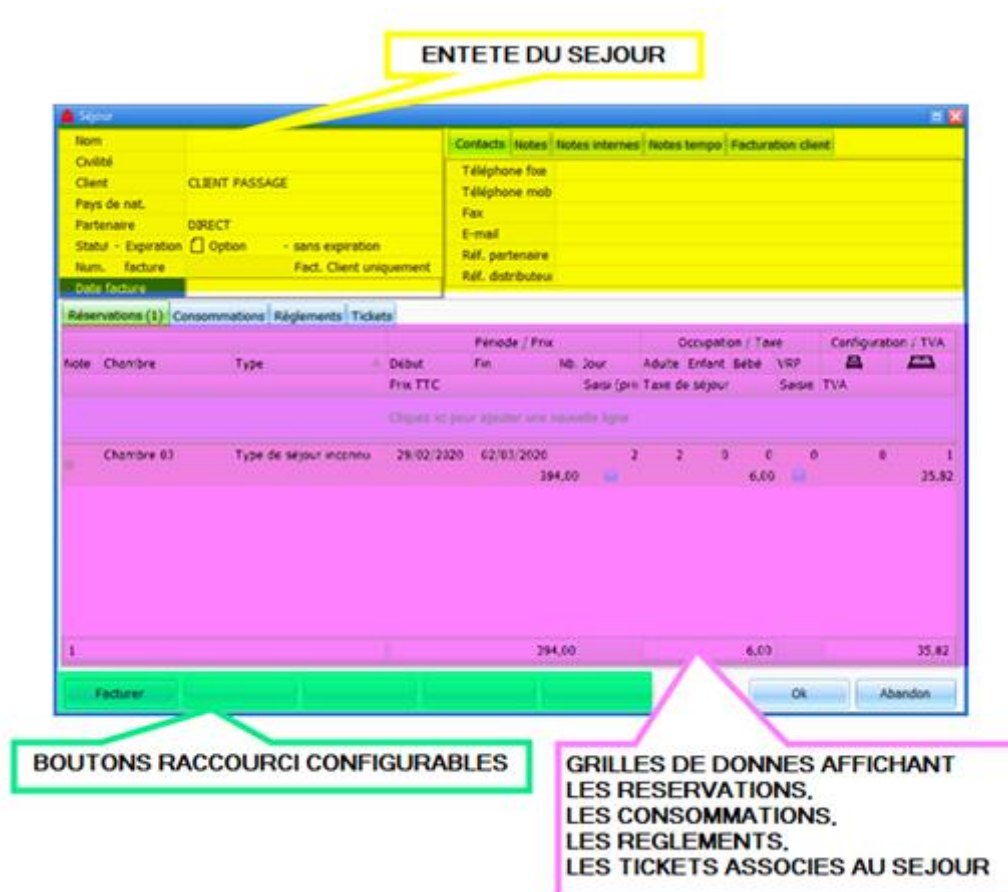 ENTETE DU SEJOUR
Séjour
Nom
Civilité
Client CLIENT PASSAGE
Pays de nat.
Partenaire DIRECT
Statut - Expiration Option - sans expiration
Num. facture Fact. Client uniquement
Date facture
Contacts Notes Notes internes Notes tempo Facturation client
Téléphone fixe
Téléphone mob
Fax
E-mail
Réf. partenaire
Réf. distributeu
Réservations (1) Consommations Règlements Tickets
Période / Prix Occupation / Taxe Configuration / TVA
Note Chambre Type Début Fin Nb. Jour Adulte Enfant Bébé VRP
Prix TTC Saisi (prix Taxe de séjour Saisie TVA
Cliquez ici pour ajouter une nouvelle ligne
Chambre 03 Type de séjour inconnu 29/02/2020 02/03/2020 2 2 0 0 0 0 1
394,00 6,00 35,82
1 394,00 6,00 35,82
Facturer Ok Abandon
BOUTONS RACCOURCI CONFIGURABLES
GRILLES DE DONNES AFFICHANT
LES RESERVATIONS,
LES CONSOMMATIONS,
LES REGLEMENTS,
LES TICKETS ASSOCIES AU SEJOUR